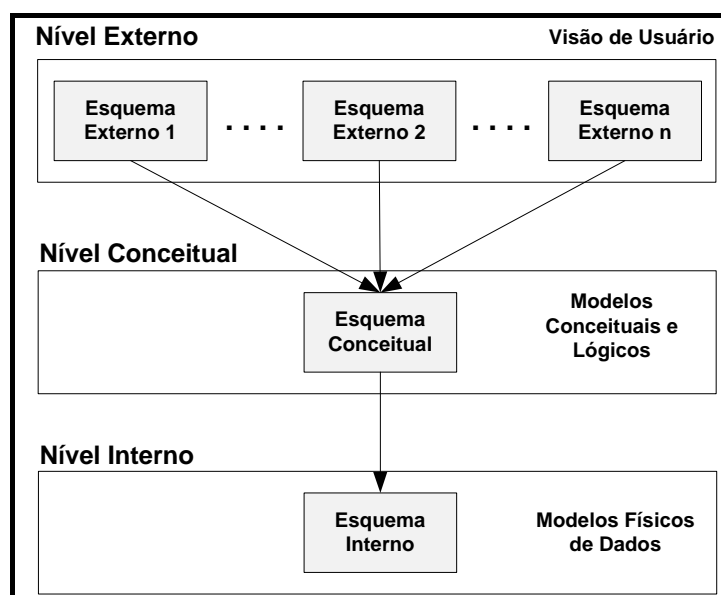 Nível Externo
Visão de Usuário
Esquema
Externo 1
. . . .
Esquema
Externo 2
. . . .
Esquema
Externo n
Nível Conceitual
Esquema
Conceitual
Modelos
Conceituais e
Lógicos
Nível Interno
Esquema
Interno
Modelos Físicos
de Dados